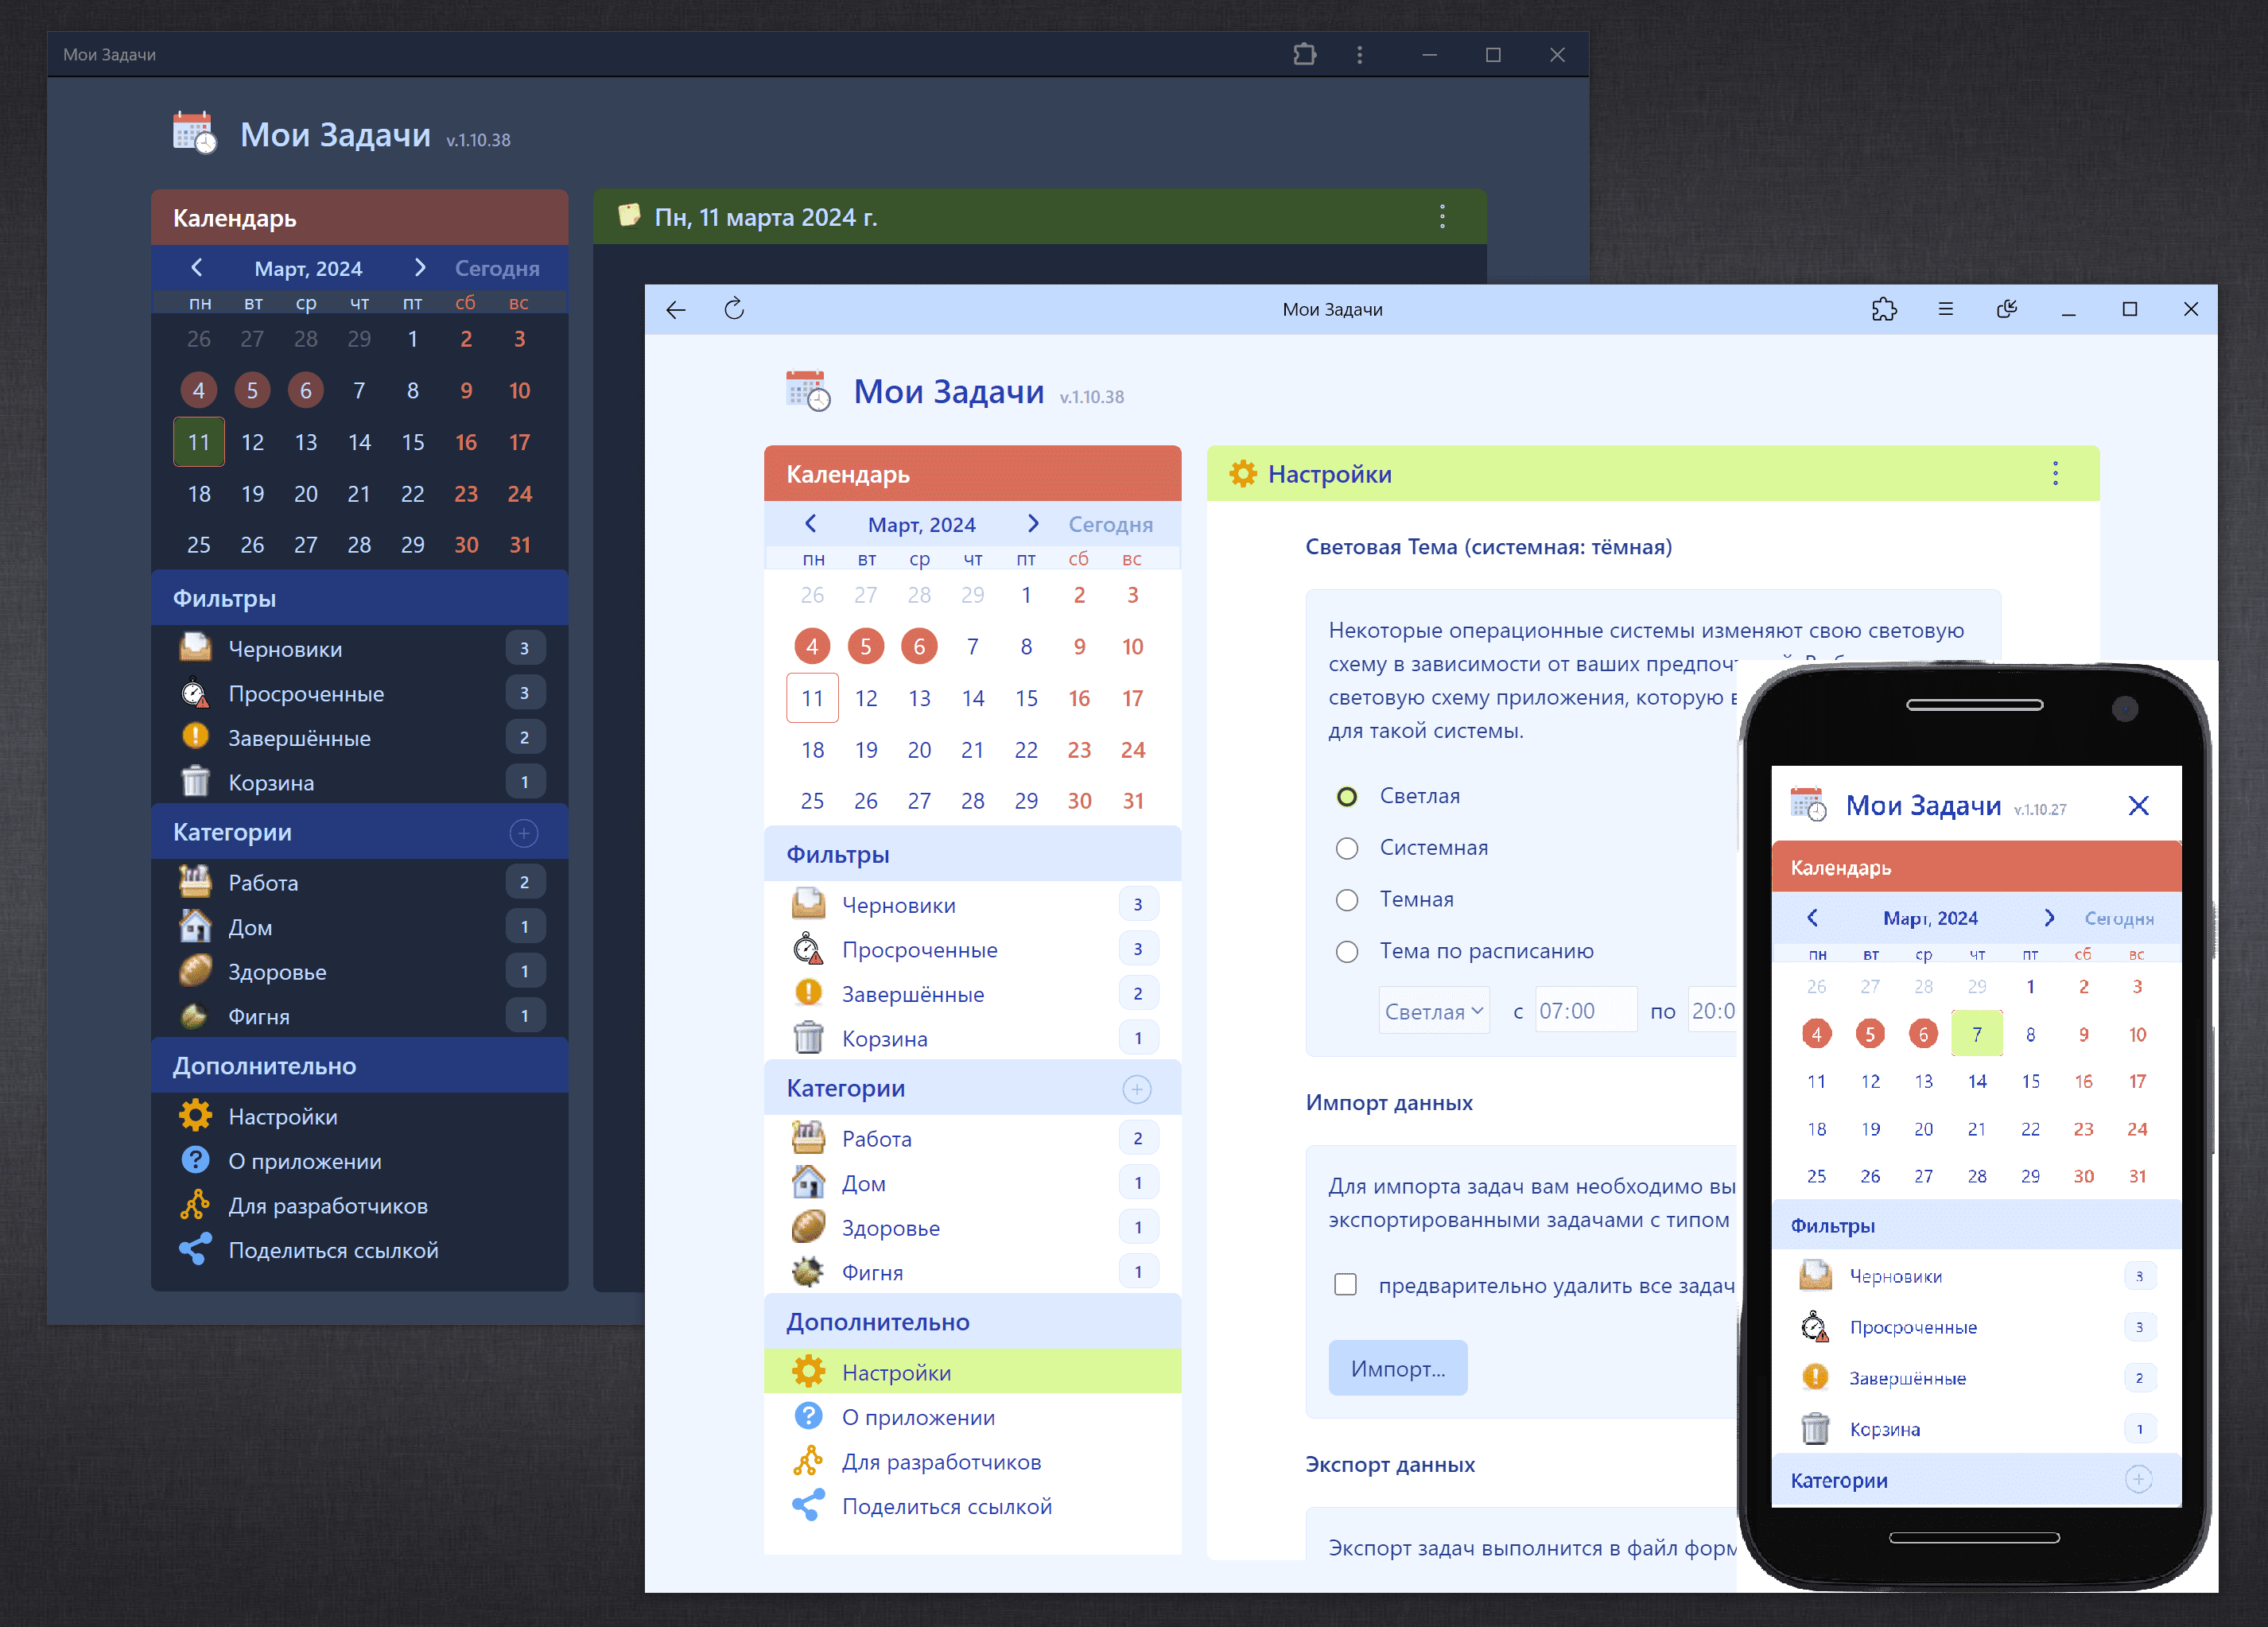 Мои Задачи
Мои Задачи v.1.10.38
Календарь
Март, 2024 Сегодня
пн вт ср чт пт сб вс
26 27 28 29 1 2 3
4 5 6 7 8 9 10
11 12 13 14 15 16 17
18 19 20 21 22 23 24
25 26 27 28 29 30 31
Фильтры
Черновики 3
Просроченные 3
Завершённые 2
Корзина 1
Категории
Работа 2
Дом 1
Здоровье 1
Фигня 1
Дополнительно
Настройки
О приложении
Для разработчиков
Поделиться ссылкой
Пн, 11 марта 2024 г.
Мои Задачи
Мои Задачи v.1.10.38
Календарь
Март, 2024 Сегодня
пн вт ср чт пт сб вс
26 27 28 29 1 2 3
4 5 6 7 8 9 10
11 12 13 14 15 16 17
18 19 20 21 22 23 24
25 26 27 28 29 30 31
Фильтры
Черновики 3
Просроченные 3
Завершённые 2
Корзина 1
Категории
Работа 2
Дом 1
Здоровье 1
Фигня 1
Дополнительно
Настройки
О приложении
Для разработчиков
Поделиться ссылкой
Настройки
Световая Тема (системная: тёмная)
Некоторые операционные системы изменяют свою световую
схему в зависимости от ваших
световую схему приложения, которую
для такой системы.
Светлая
Системная
Темная
Тема по расписанию
Светлая с 07:00 по 20:0
Импорт данных
Для импорта задач вам необходимо вы
экспортированными задачами с типом
предварительно удалить все задач
Импорт...
Экспорт данных
Экспорт задач выполнится в файл форм
Мои Задачи v.1.10.27
Календарь
Март, 2024 Сегодня
пн вт ср чт пт сб вс
26 27 28 29 1 2 3
4 5 6 7 8 9 10
11 12 13 14 15 16 17
18 19 20 21 22 23 24
25 26 27 28 29 30 31
Фильтры
Черновики 3
Просроченные 3
Завершённые 2
Корзина 1
Категории